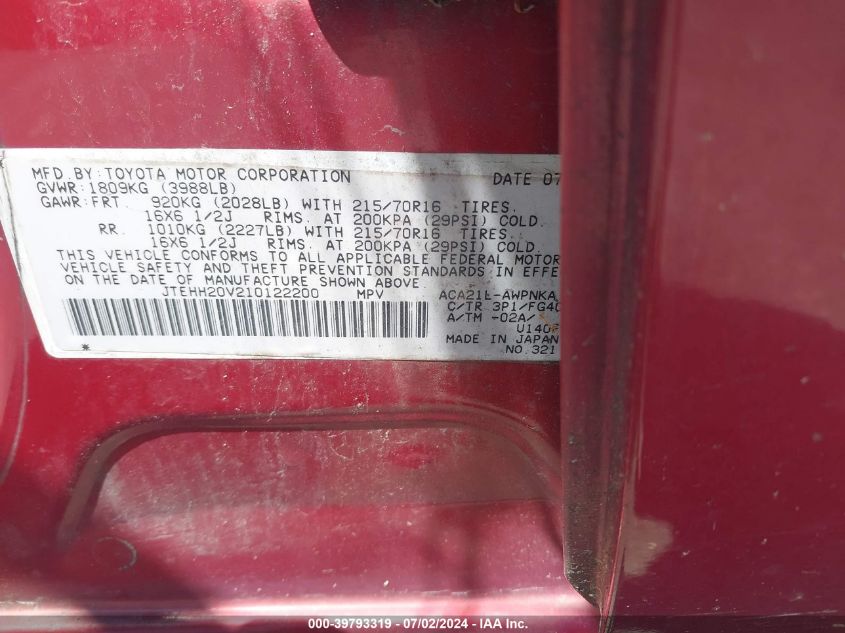 MFD.BY:TOYOTA MOTOR CORPORATION DATE 07
GVWR:1809KG (3988LB)
GAWR:FRT. 920KG (2028LB) WITH 215/70R16 TIRES.
16X6 1/2J RIMS. AT 200KPA (29PSI) COLD.
RR. 1010KG (2227LB) WITH 215/70R16 TIRES.
16X6 1/2J RIMS. AT 200KPA (29PSI) COLD.
THIS VEHICLE CONFORMS TO ALL APPLICABLE FEDERAL MOTOR
VEHICLE SAFETY AND THEFT PREVENTION STANDARDS IN EFFE
ON THE DATE OF MANUFACTURE SHOWN ABOVE.
JTEHH20V210122200 MPV ACA21L-AWPNKA
C/TR 3P1/FG40
A/TM -02A/
U140F
MADE IN JAPAN
* NO.321
000-39793319 - 07/02/2024 - IAA Inc.